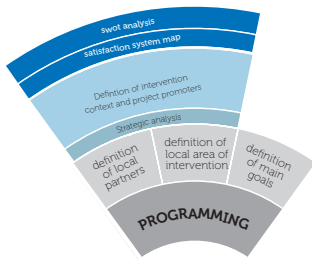 swot analysis
satisfaction system map
Defintion of intervention
context and project promoters
Strategic analysis
definition
of local
partners
definition of
local area of
intervention
definition
of main
goals
PROGRAMMING